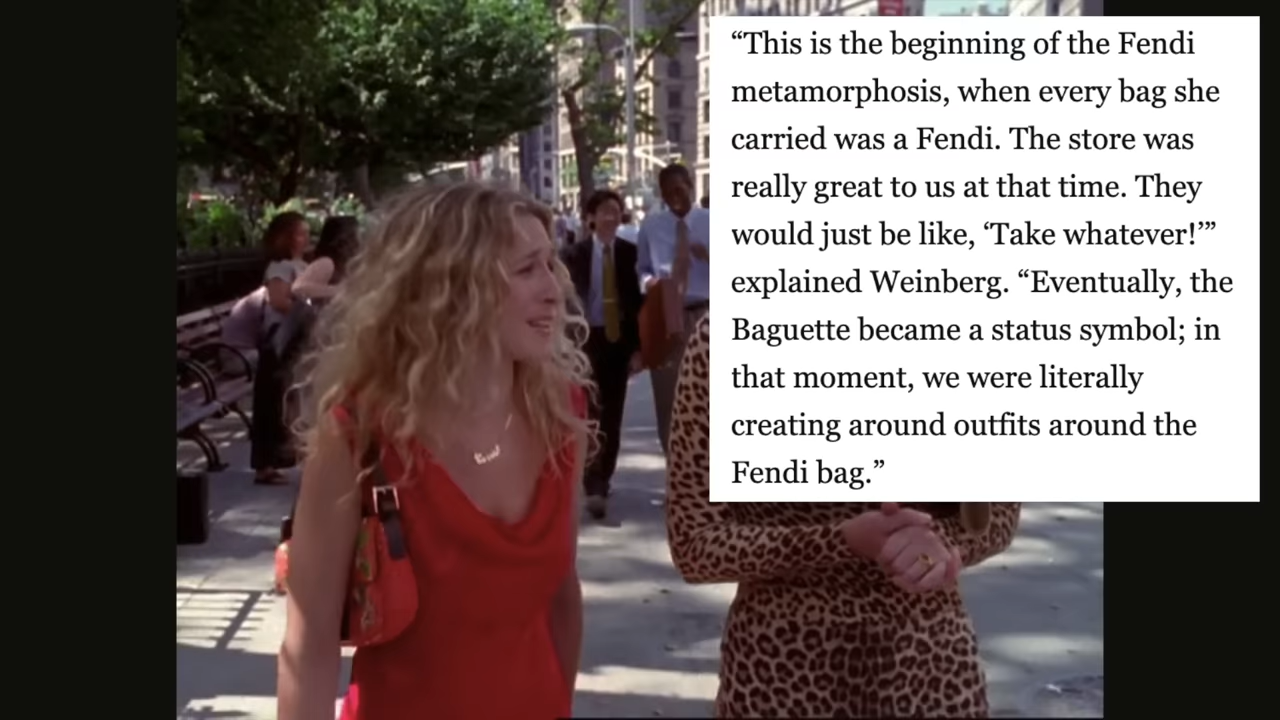 “This is the beginning of the Fendi
metamorphosis, when every bag she
carried was a Fendi. The store was
really great to us at that time. They
would just be like, ‘Take whatever!’”
explained Weinberg. “Eventually, the
Baguette became a status symbol; in
that moment, we were literally
creating around outfits around the
Fendi bag.”